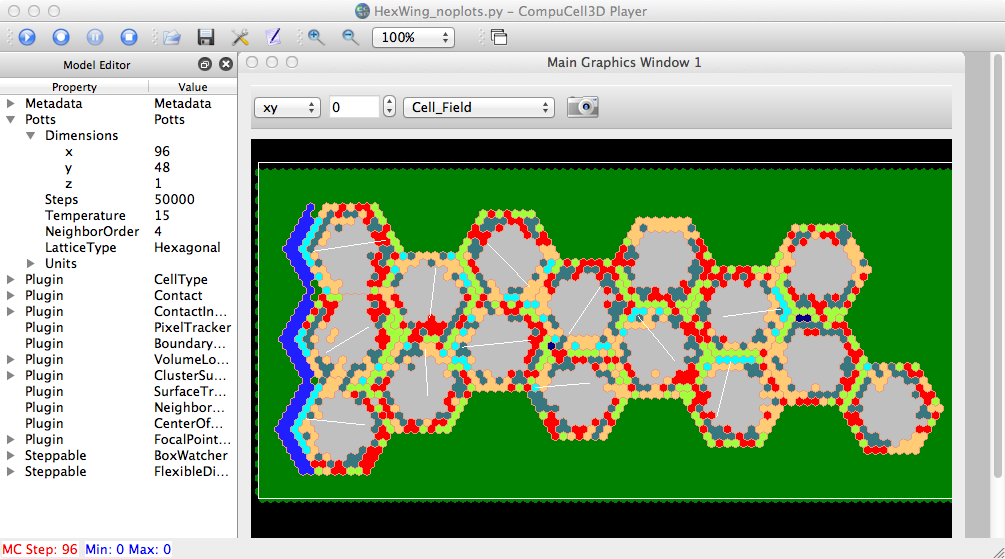 HexWing_noplots.py – CompuCell3D Player
100%
Model Editor
Main Graphics Window 1
Property Value
xy 0 Cell_Field
Metadata Metadata
Potts Potts
Dimensions
x 96
y 48
z 1
Steps 50000
Temperature 15
NeighborOrder 4
LatticeType Hexagonal
Units
Plugin CellType
Plugin Contact
Plugin ContactIn...
Plugin PixelTracker
Plugin Boundary...
Plugin VolumeLo...
Plugin ClusterSu...
Plugin SurfaceTr...
Plugin Neighbor...
Plugin CenterOf...
Plugin FocalPoint...
Steppable BoxWatcher
Steppable FlexibleDi...
MC Step: 96 Min: 0 Max: 0